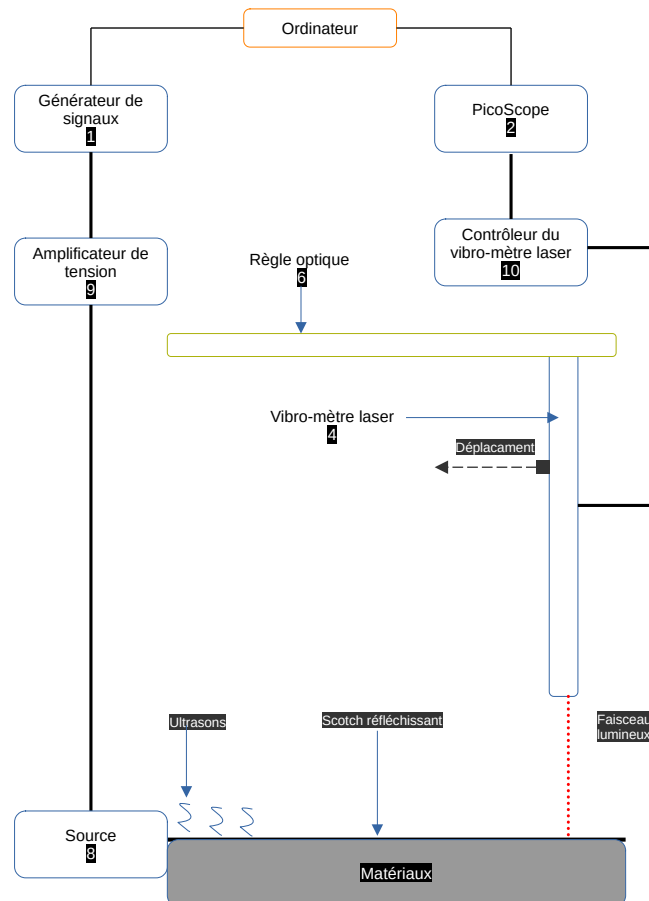 Ordinateur
Générateur de
signaux
1
PicoScope
2
Amplificateur de
tension
9
Contrôleur du
vibro-mètre laser
10
Règle optique
6
Vibro-mètre laser
4
Déplacament
Ultrasons
Scotch réfléchissant
Faisceau
lumineux
Source
8
Matériaux